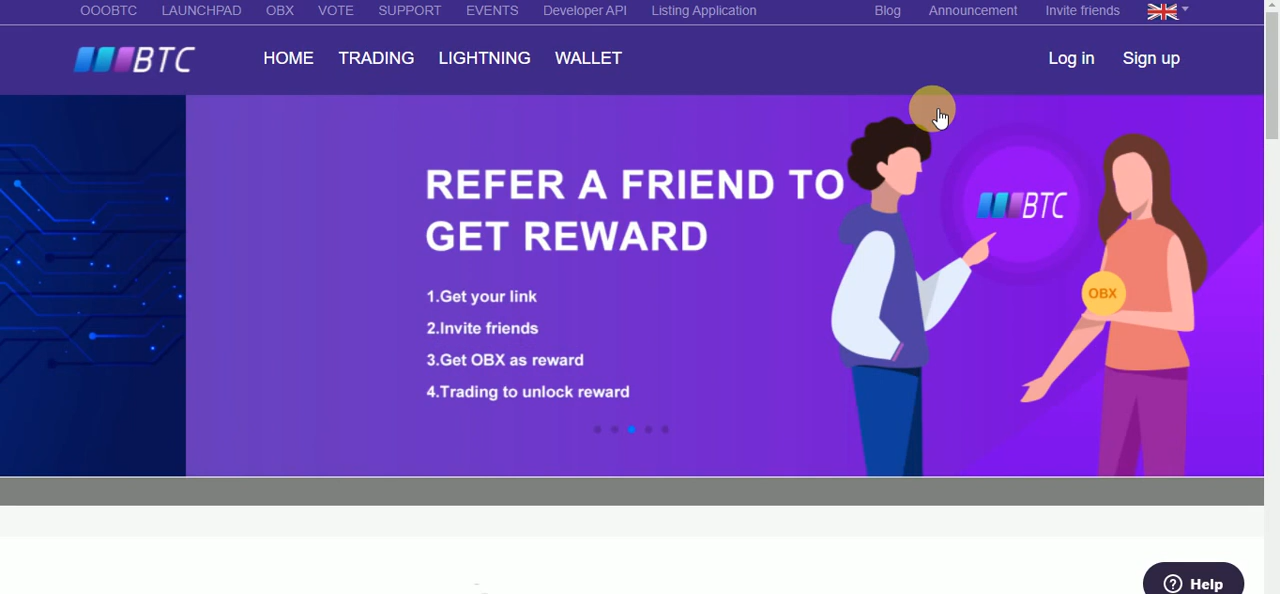 OOOBTC LAUNCHPAD OBX VOTE SUPPORT EVENTS Developer API Listing Application Blog Announcement Invite friends
BTC HOME TRADING LIGHTNING WALLET Log in Sign up
REFER A FRIEND TO
GET REWARD
BTC
1.Get your link
OBX
2.Invite friends
3.Get OBX as reward
4.Trading to unlock reward
? Help